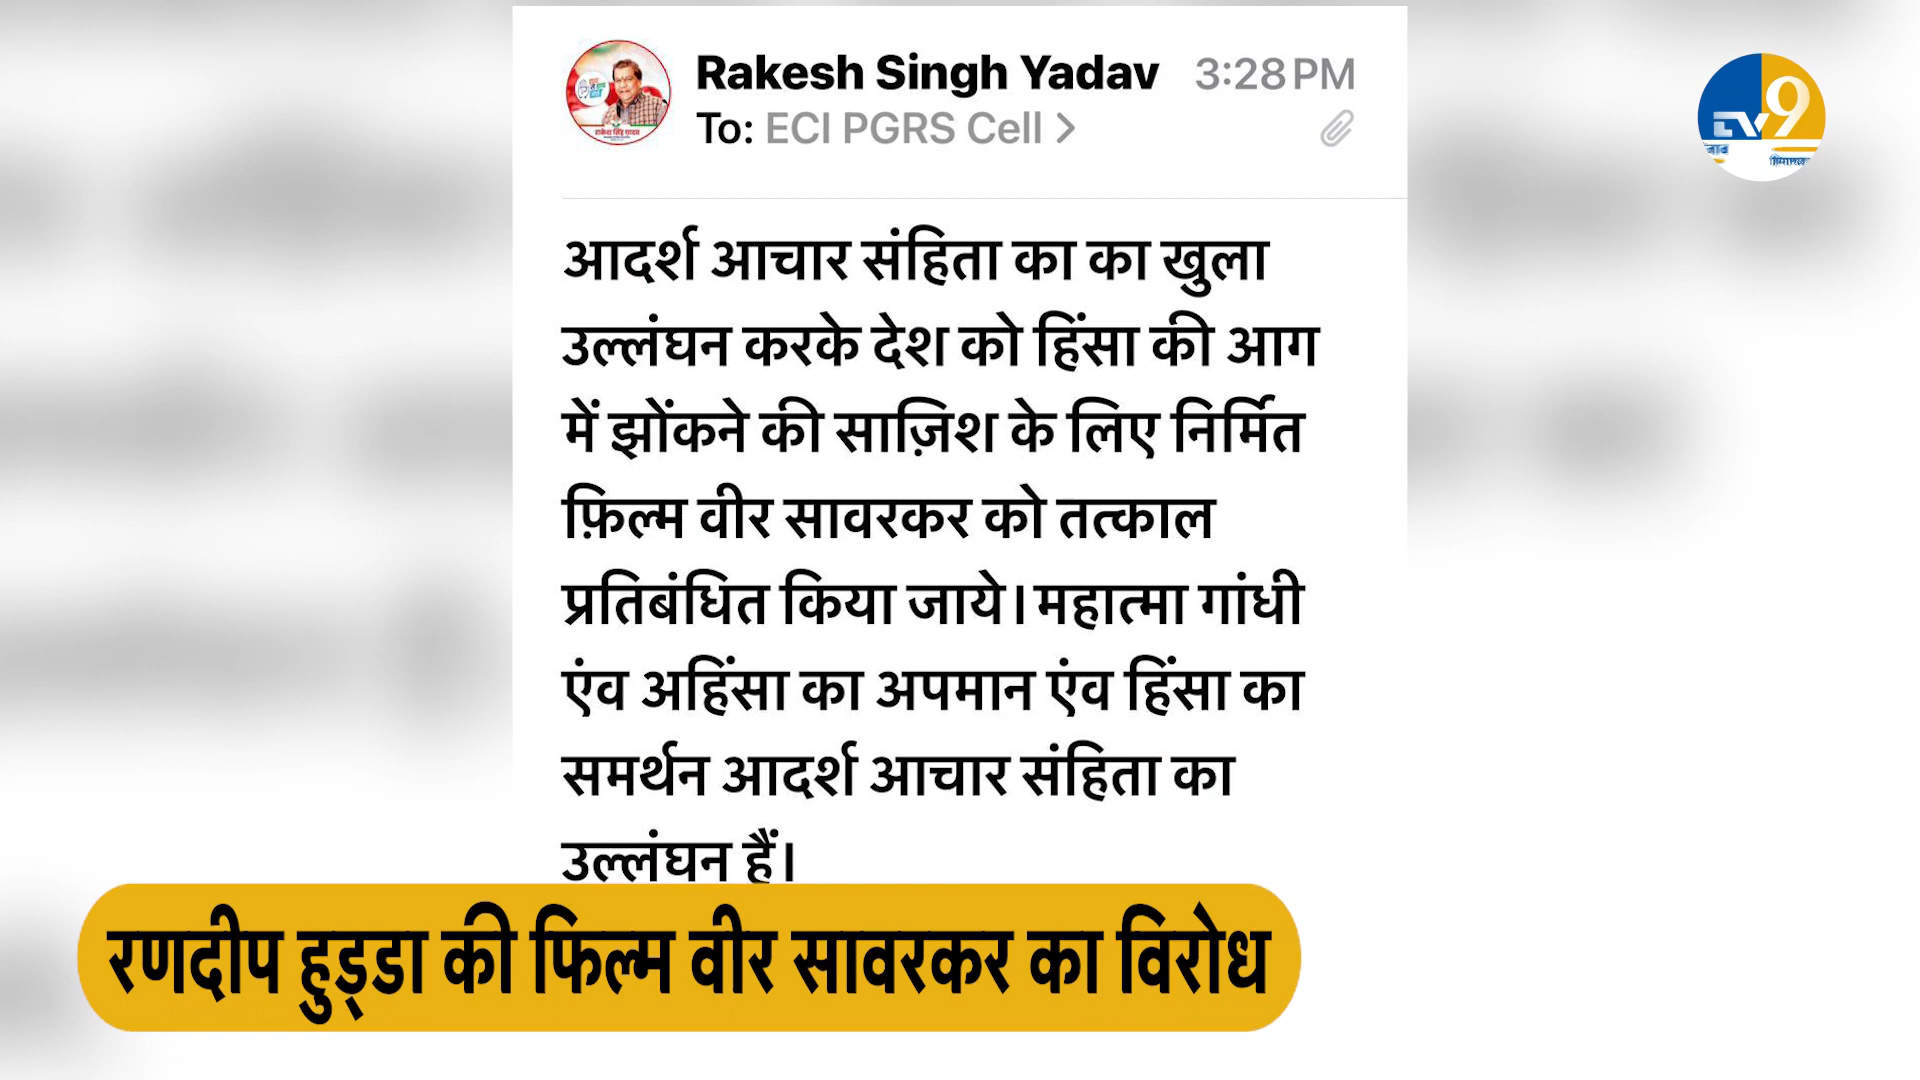 Rakesh Singh Yadav 3:28 PM
To: ECI PGRS Cell >
TV9
आदर्श आचार संहिता का का खुला
उल्लंघन करके देश को हिंसा की आग
में झोंकने की साज़िश के लिए निर्मित
फ़िल्म वीर सावरकर को तत्काल
प्रतिबंधित किया जाये। महात्मा गांधी
एंव अहिंसा का अपमान एंव हिंसा का
समर्थन आदर्श आचार संहिता का
उल्लंघन हैं।
रणदीप हुड्डा की फिल्म वीर सावरकर का विरोध